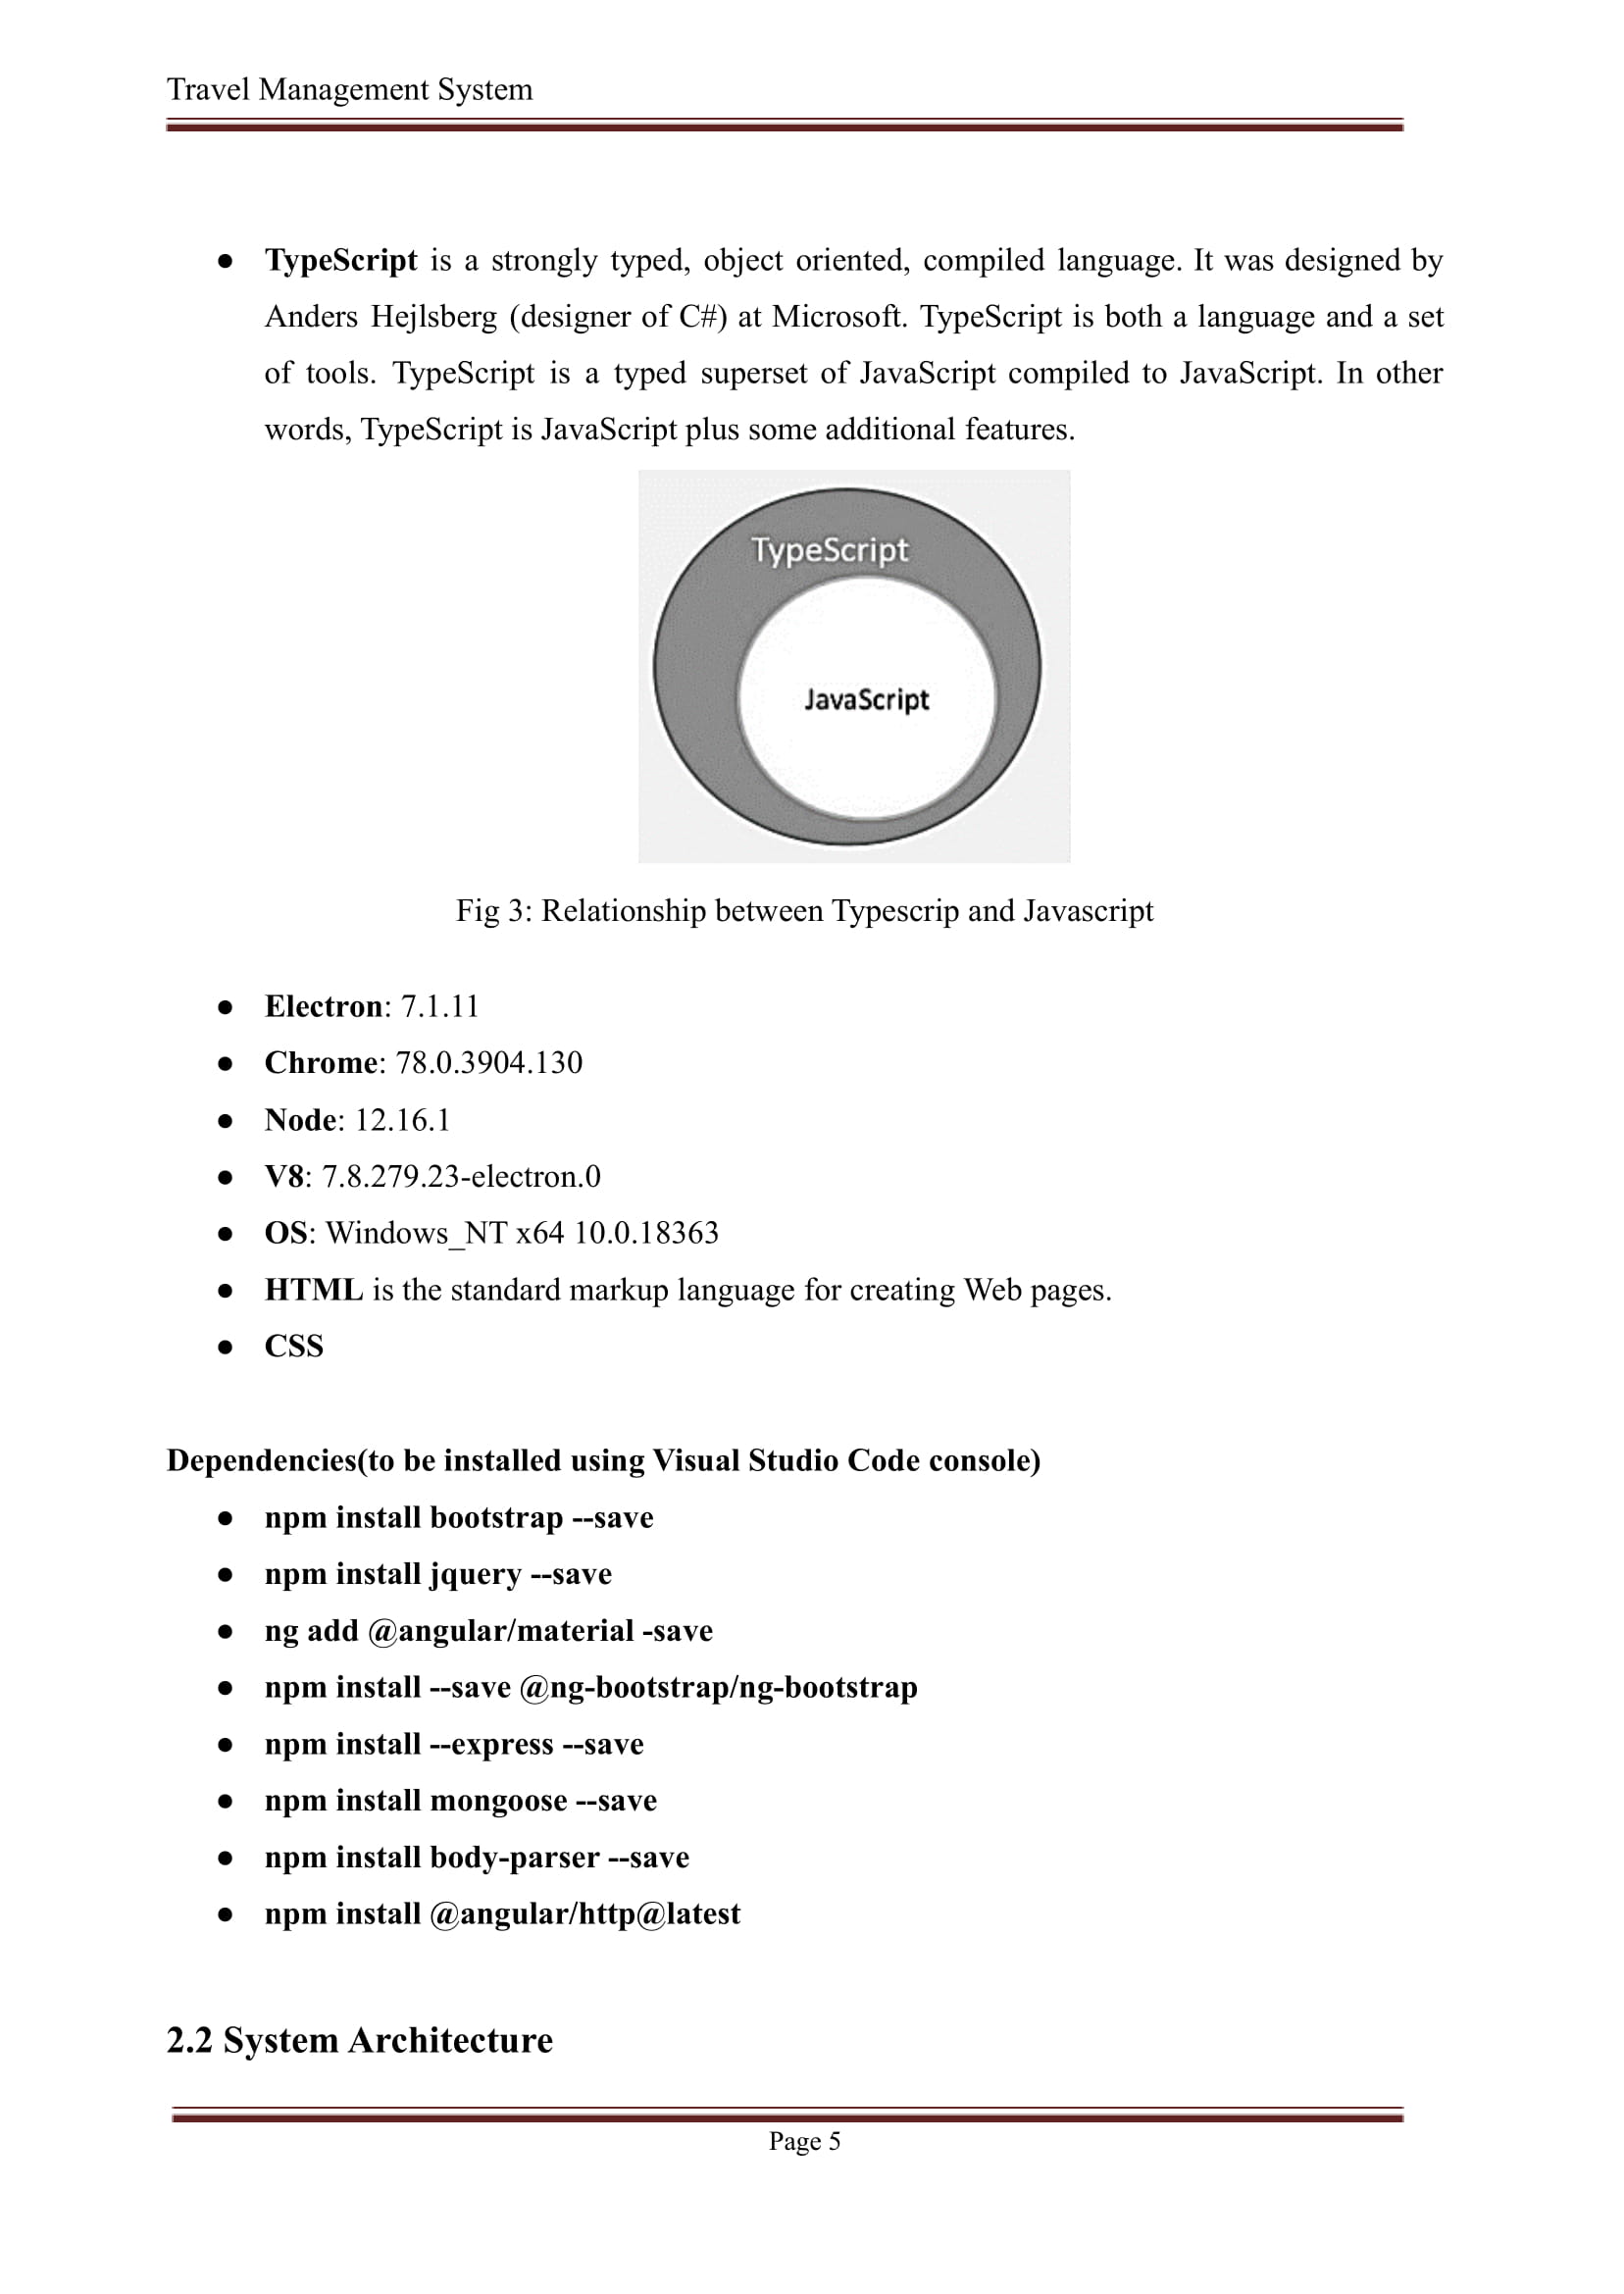 Travel Management System
● TypeScript is a strongly typed, object oriented, compiled language. It was designed by
Anders Hejlsberg (designer of C#) at Microsoft. TypeScript is both a language and a set
of tools. TypeScript is a typed superset of JavaScript compiled to JavaScript. In other
words, TypeScript is JavaScript plus some additional features.
TypeScript
JavaScript
Fig 3: Relationship between Typescrip and Javascript
● Electron: 7.1.11
● Chrome: 78.0.3904.130
● Node: 12.16.1
● V8: 7.8.279.23-electron.0
● OS: Windows_NT x64 10.0.18363
● HTML is the standard markup language for creating Web pages.
● CSS
Dependencies(to be installed using Visual Studio Code console)
● npm install bootstrap --save
● npm install jquery --save
● ng add @angular/material -save
● npm install --save @ng-bootstrap/ng-bootstrap
● npm install --express --save
● npm install mongoose --save
● npm install body-parser --save
● npm install @angular/http@latest
2.2 System Architecture
Page 5